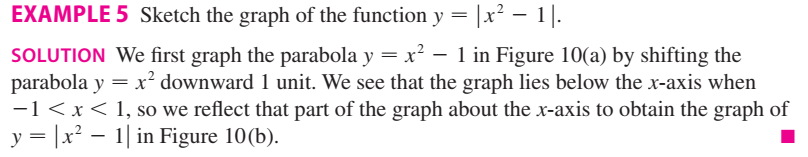 EXAMPLE 5 Sketch the graph of the function y = |x² − 1|.
SOLUTION We first graph the parabola y = x² − 1 in Figure 10(a) by shifting the
parabola y = x² downward 1 unit. We see that the graph lies below the x-axis when
−1 < x < 1, so we reflect that part of the graph about the x-axis to obtain the graph of
y = |x² − 1| in Figure 10(b).